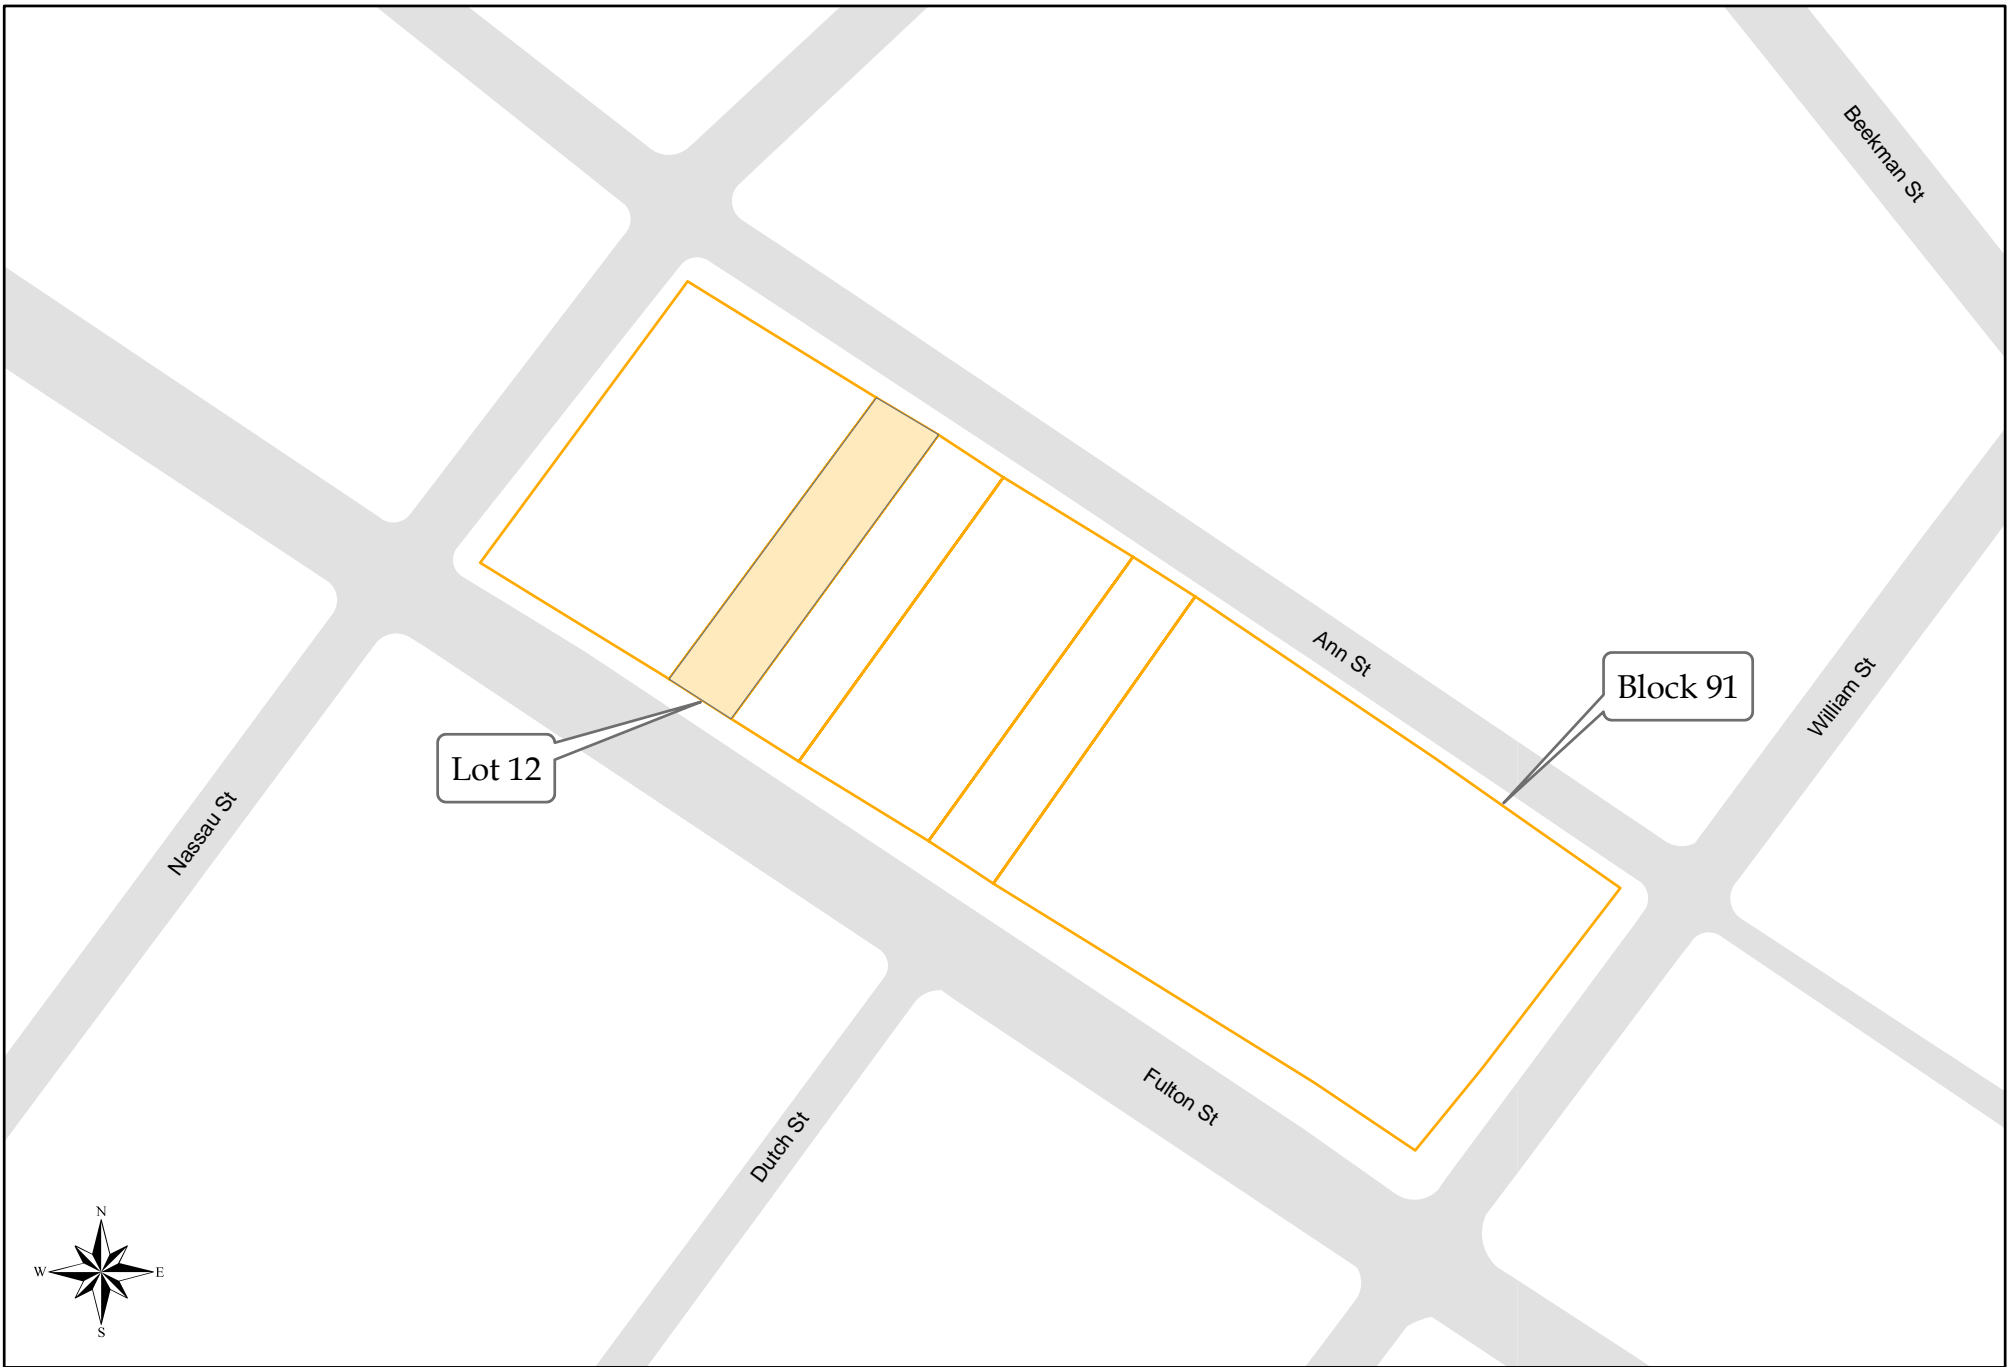 Beekman St
Ann St
Block 91
William St
Lot 12
Nassau St
Fulton St
Dutch St
N
W
E
S